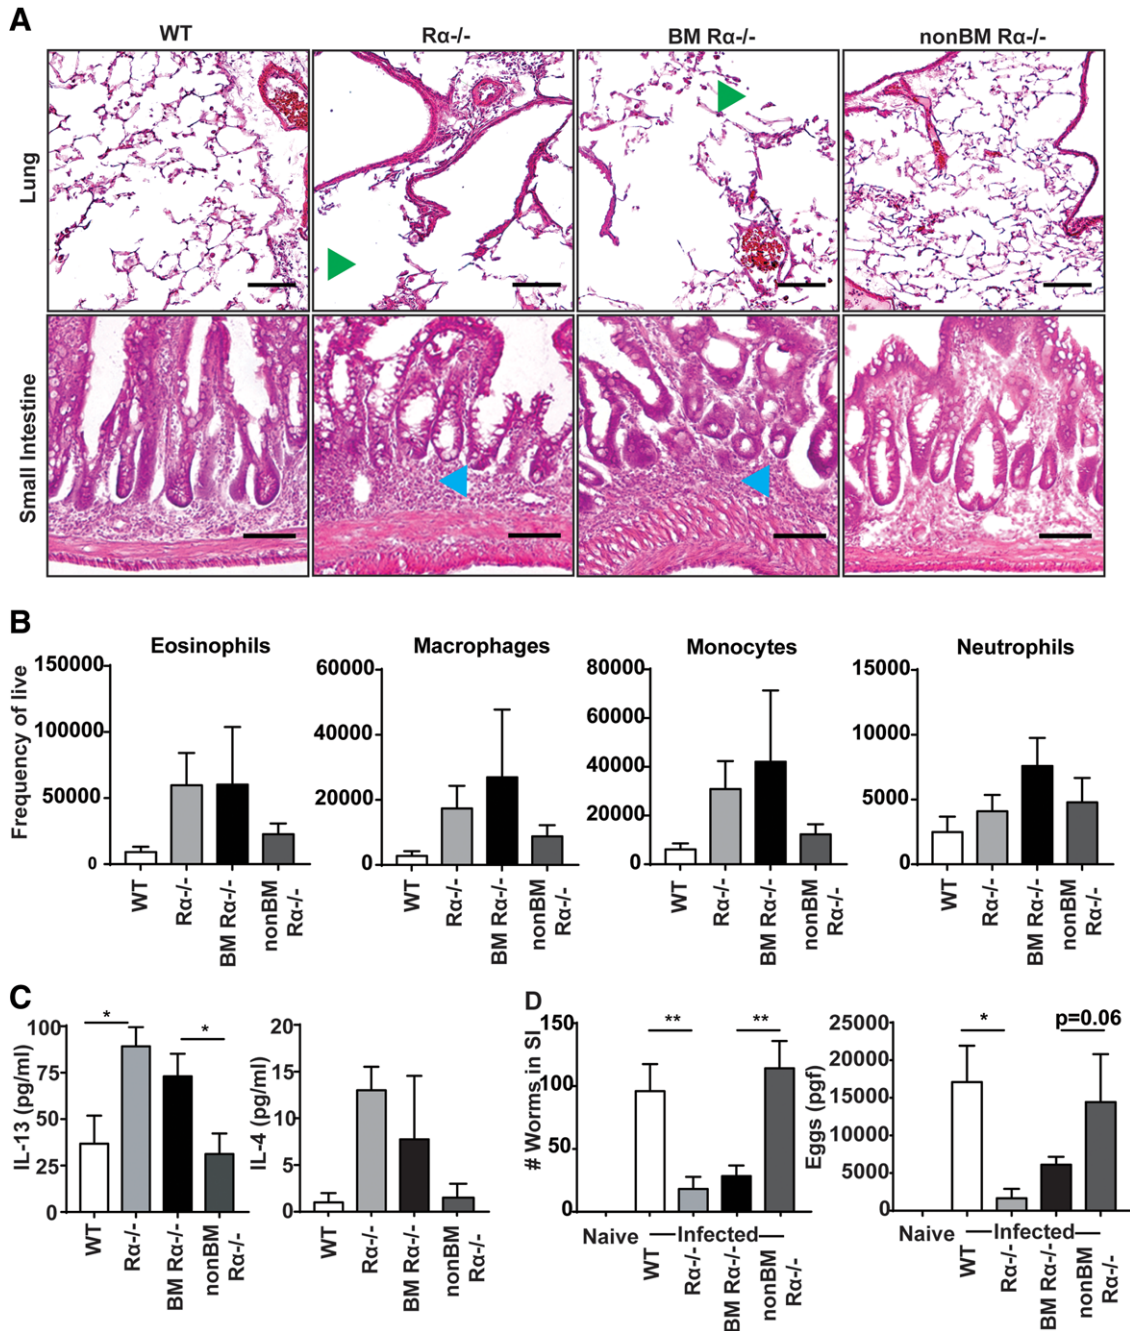 A
WT
Rα-/-
BM Rα-/-
nonBM Rα-/-
Lung
Small Intestine
B
Eosinophils
Macrophages
Monocytes
Neutrophils
Frequency of live
150000
100000
50000
0
WT
Rα-/-
BM Rα-/-
nonBM
Rα-/-
60000
40000
20000
0
WT
Rα-/-
BM Rα-/-
nonBM
Rα-/-
80000
60000
40000
20000
0
WT
Rα-/-
BM Rα-/-
nonBM
Rα-/-
15000
10000
5000
0
WT
Rα-/-
BM Rα-/-
nonBM
Rα-/-
C
IL-13 (pg/ml)
100
75
50
25
0
*
*
WT
Rα-/-
BM Rα-/-
nonBM
Rα-/-
IL-4 (pg/ml)
20
15
10
5
0
WT
Rα-/-
BM Rα-/-
nonBM
Rα-/-
D
# Worms in SI
150
100
50
0
**
**
Naive
Infected
WT
Rα-/-
BM Rα-/-
nonBM
Rα-/-
Eggs (pgf)
25000
20000
15000
10000
5000
0
*
p=0.06
Naive
Infected
WT
Rα-/-
BM Rα-/-
nonBM
Rα-/-